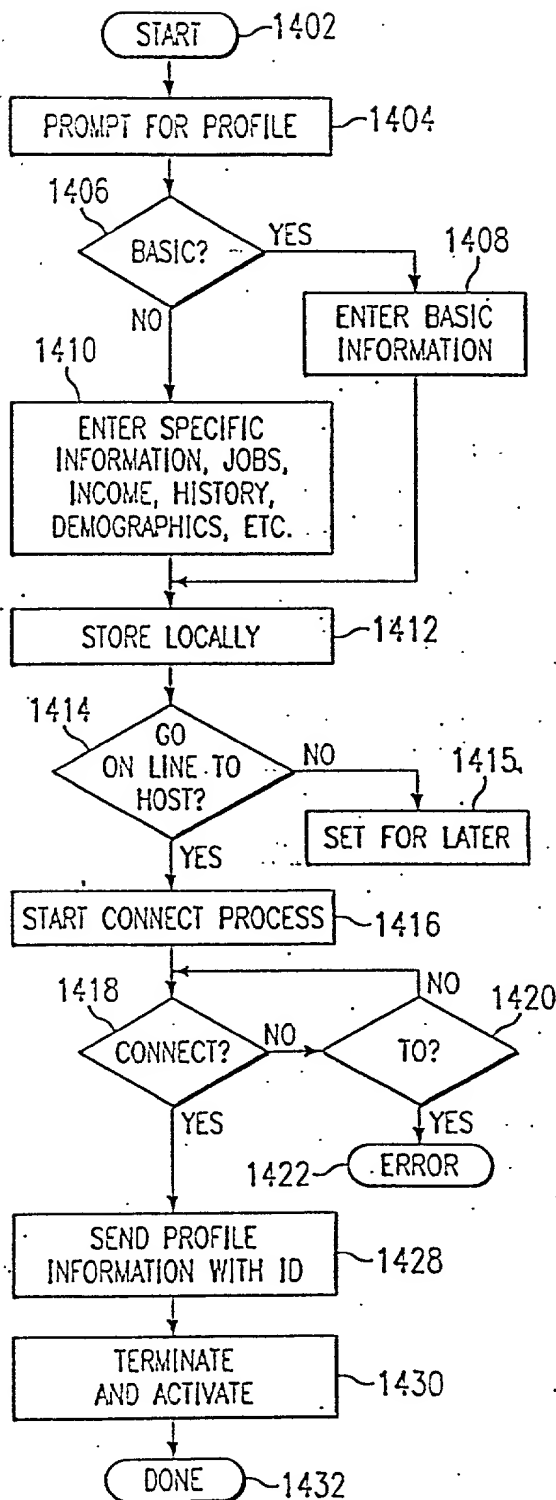 START
1402
PROMPT FOR PROFILE
1404
1406
BASIC?
YES
NO
1408
ENTER BASIC
INFORMATION
1410
ENTER SPECIFIC
INFORMATION, JOBS,
INCOME, HISTORY,
DEMOGRAPHICS, ETC.
STORE LOCALLY
1412
1414
GO
ON LINE TO
HOST?
NO
YES
1415
SET FOR LATER
START CONNECT PROCESS
1416
1418
CONNECT?
NO
YES
NO
1420
TO?
YES
1422
ERROR
SEND PROFILE
INFORMATION WITH ID
1428
TERMINATE
AND ACTIVATE
1430
DONE
1432